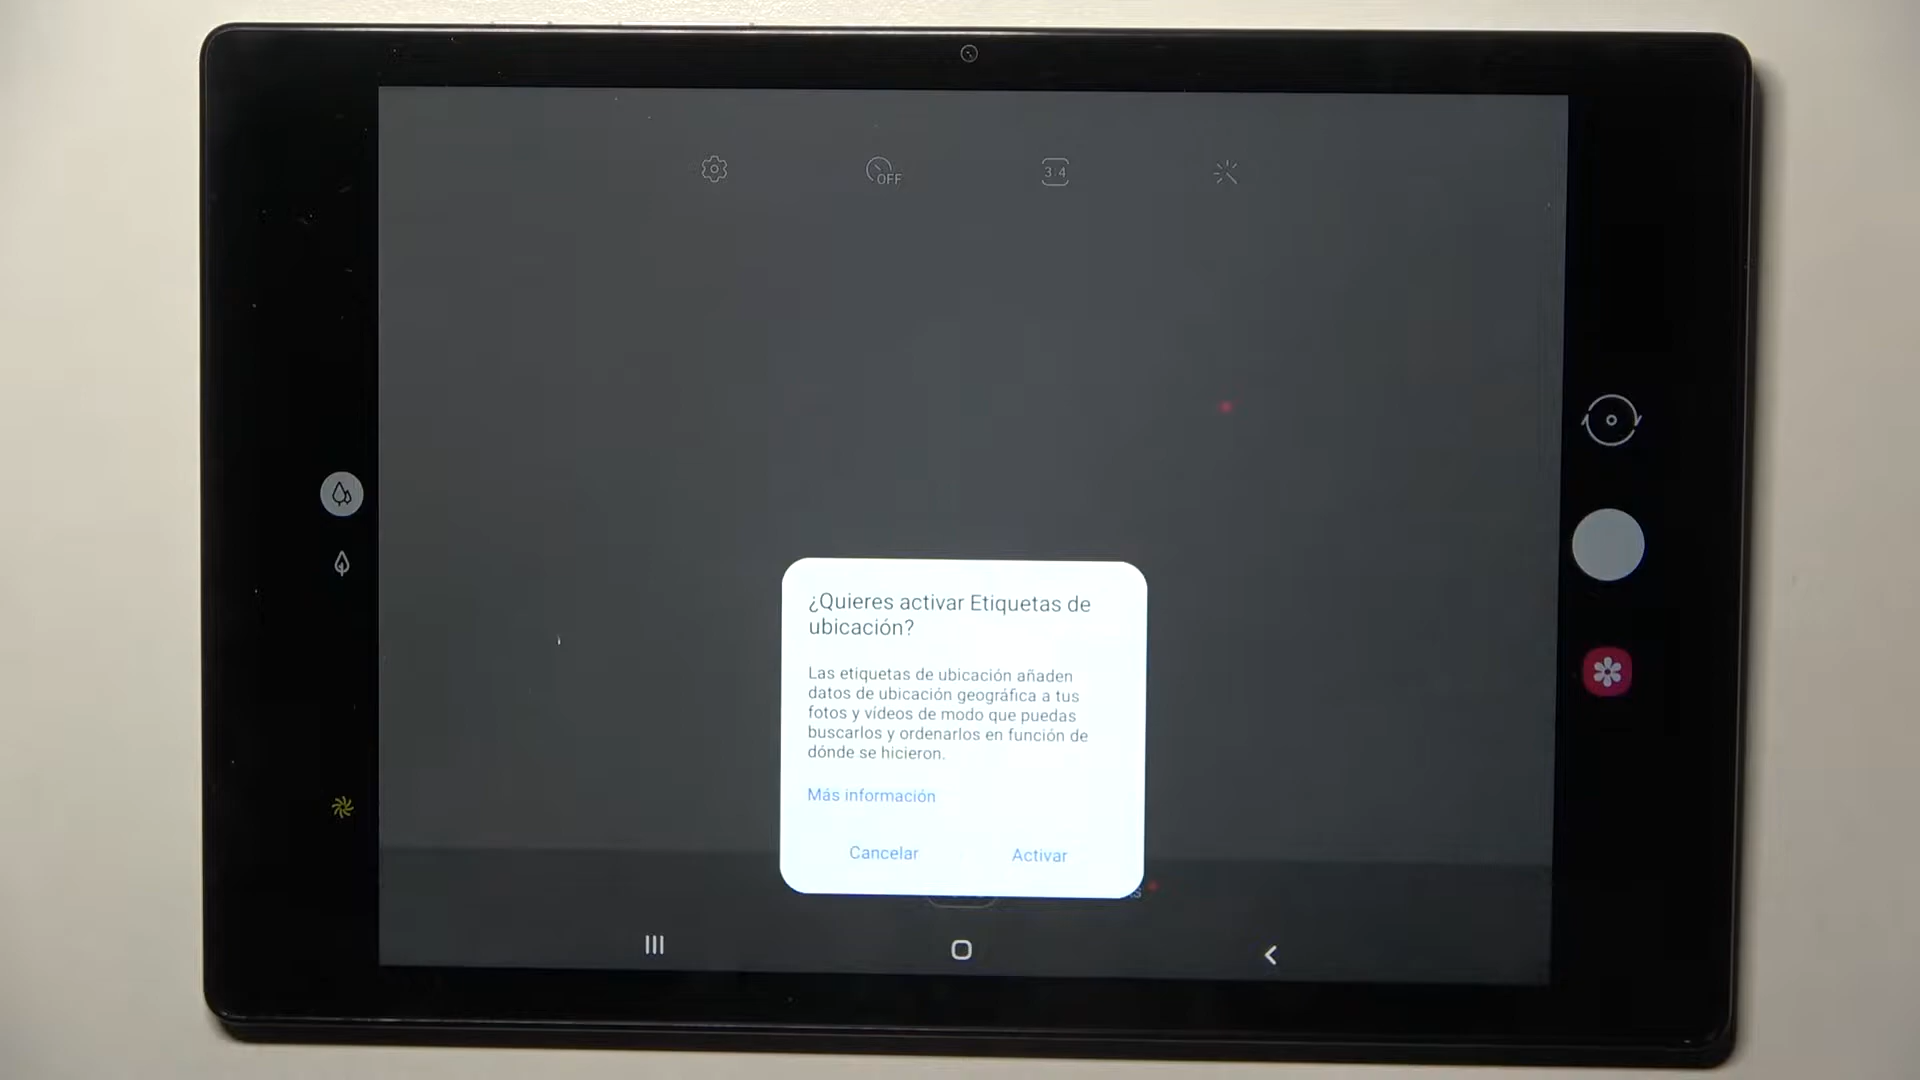 OFF
3:4
¿Quieres activar Etiquetas de
ubicación?
Las etiquetas de ubicación añaden
datos de ubicación geográfica a tus
fotos y vídeos de modo que puedas
buscarlos y ordenarlos en función de
dónde se hicieron.
Más información
Cancelar
Activar